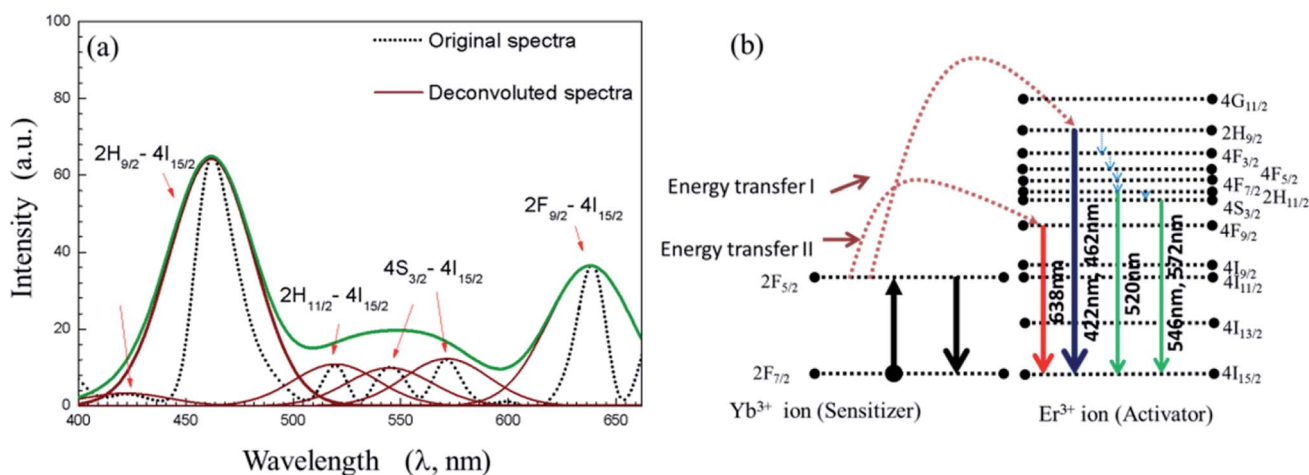 (a)
100
80
60
40
20
0
Intensity (a.u.)
Original spectra
Deconvoluted spectra
2H9/2- 4I15/2
2H11/2- 4I15/2
4S3/2- 4I15/2
2F9/2- 4I15/2
400 450 500 550 600
Wavelength (λ, nm)
(b)
4G11/2
2H9/2
4F3/2
4F5/2
4F7/2
2H11/2
4S3/2
4F9/2
4I9/2
4I11/2
4I13/2
4I15/2
Energy transfer I
Energy transfer II
2F5/2
2F7/2
638nm
422nm, 462nm
520nm
546nm, 572nm
Yb3+ ion (Sensitizer)
Er3+ ion (Activator)